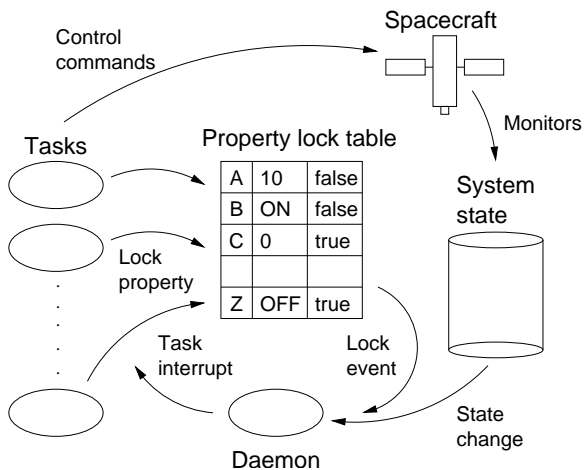 Spacecraft
Control
commands
Monitors
Tasks
Property lock table
A 10 false
B ON false
C 0 true
Z OFF true
System
state
Lock
property
Task
interrupt
Lock
event
State
change
Daemon